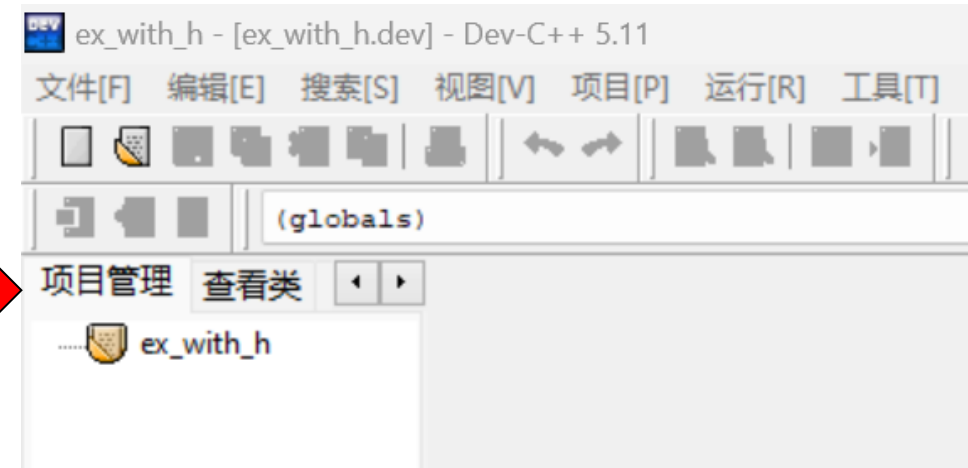 DEV
ex_with_h - [ex_with_h.dev] - Dev-C++ 5.11
文件[F] 编辑[E] 搜索[S] 视图[V] 项目[P] 运行[R] 工具[T]
(globals)
项目管理 查看类
ex_with_h